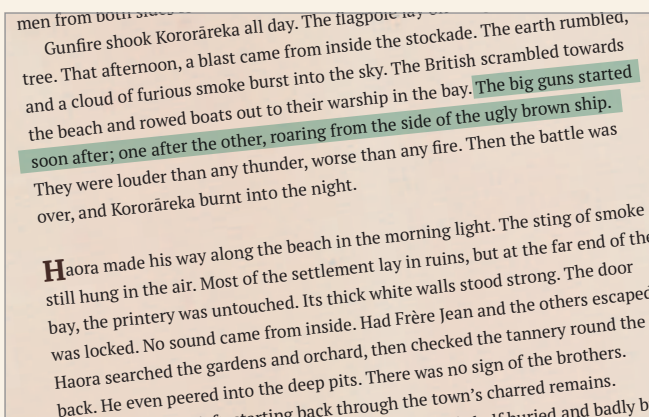 men from both sides
Gunfire shook Kororāreka all day. The flagpole lay
tree. That afternoon, a blast came from inside the stockade. The earth rumbled,
and a cloud of furious smoke burst into the sky. The British scrambled towards
the beach and rowed boats out to their warship in the bay. The big guns started
soon after; one after the other, roaring from the side of the ugly brown ship.
They were louder than any thunder, worse than any fire. Then the battle was
over, and Kororāreka burnt into the night.
Haora made his way along the beach in the morning light. The sting of smoke
still hung in the air. Most of the settlement lay in ruins, but at the far end of the
bay, the printery was untouched. Its thick white walls stood strong. The door
was locked. No sound came from inside. Had Frère Jean and the others escaped
Haora searched the gardens and orchard, then checked the tannery round the
back. He even peered into the deep pits. There was no sign of the brothers.
starting back through the town's charred remains.
buried and badly